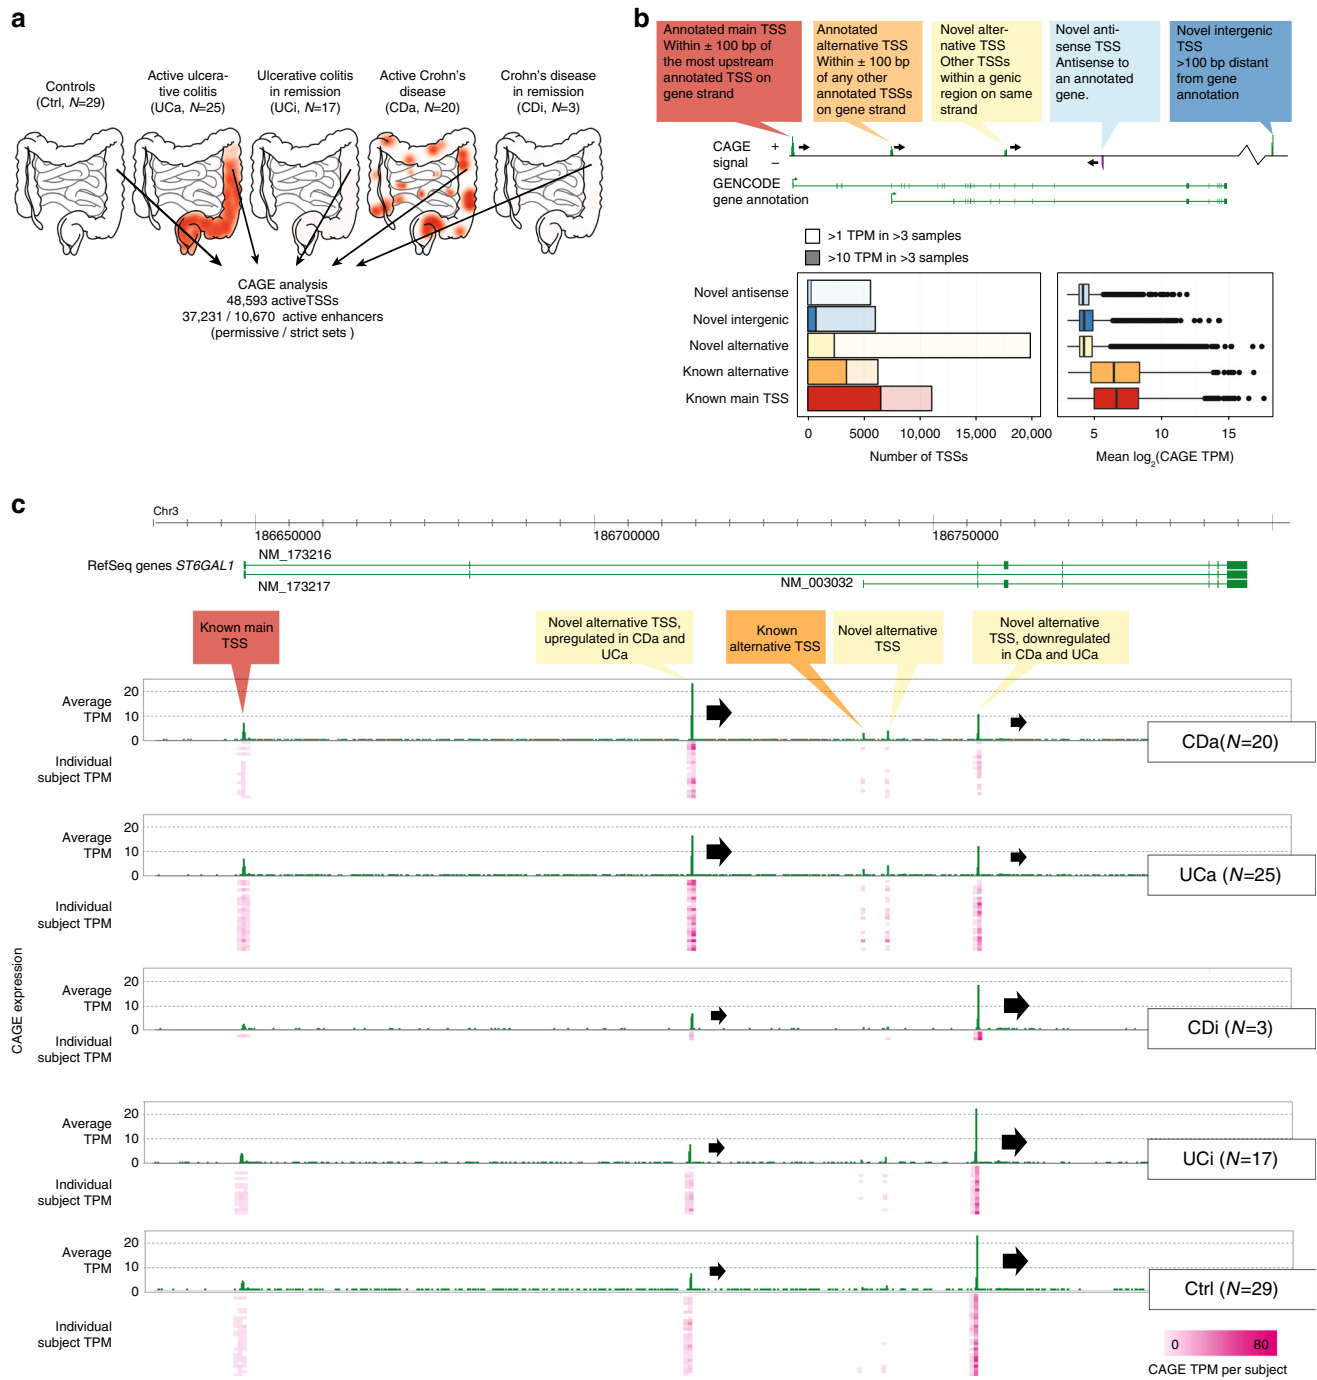 a
Controls
(Ctrl, N=29)
Active ulcera-
tive colitis
(UCa, N=25)
Ulcerative colitis
in remission
(UCi, N=17)
Active Crohn's
disease
(CDa, N=20)
Crohn's disease
in remission
(CDi, N=3)
CAGE analysis
48,593 activeTSSs
37,231 / 10,670 active enhancers
(permissive / strict sets )
b
Annotated main TSS
Within ± 100 bp of
the most upstream
annotated TSS on
gene strand
Annotated
alternative TSS
Within ± 100 bp
of any other
annotated TSSs
on gene strand
Novel alter-
native TSS
Other TSSs
within a genic
region on same
strand
Novel anti-
sense TSS
Antisense to
an annotated
gene.
Novel intergenic
TSS
>100 bp distant
from gene
annotation
CAGE +
signal −
GENCODE
gene annotation
>1 TPM in >3 samples
>10 TPM in >3 samples
Novel antisense
Novel intergenic
Novel alternative
Known alternative
Known main TSS
0 5000 10,000 15,000 20,000
Number of TSSs
5 10 15
Mean log2(CAGE TPM)
c
Chr3
186650000 186700000 186750000
RefSeq genes ST6GAL1
NM_173216
NM_173217
NM_003032
Known main
TSS
Novel alternative TSS,
upregulated in CDa and
UCa
Known
alternative TSS
Novel alternative
TSS
Novel alternative
TSS, downregulated
in CDa and UCa
CAGE expression
Average
TPM
20
10
0
Individual
subject TPM
CDa(N=20)
Average
TPM
20
10
0
Individual
subject TPM
UCa (N=25)
Average
TPM
20
10
0
Individual
subject TPM
CDi (N=3)
Average
TPM
20
10
0
Individual
subject TPM
UCi (N=17)
Average
TPM
20
10
0
Individual
subject TPM
Ctrl (N=29)
0 80
CAGE TPM per subject